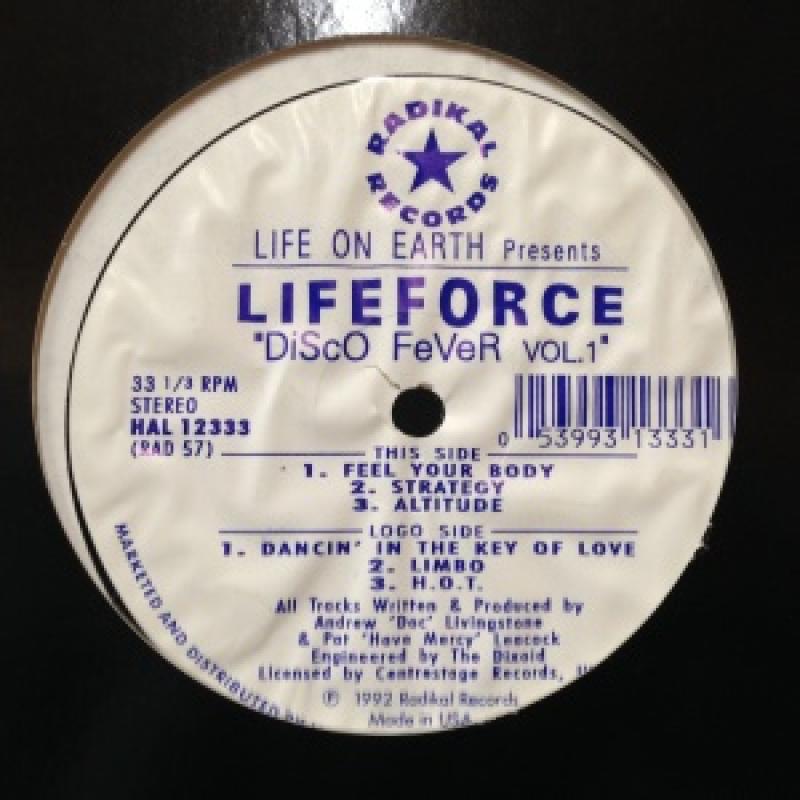 RADIKAL
RECORDS
LIFE ON EARTH Presents
LIFEFORCE
"DiScO FeVeR VOL.1"
33 1/3 RPM
STEREO
HAL 12333
(RAD 57)
0 53993 13331
THIS SIDE
1. FEEL YOUR BODY
2. STRATEGY
3. ALTITUDE
LOGO SIDE
1. DANCIN' IN THE KEY OF LOVE
2. LIMBO
3. H.O.T.
All Tracks Written & Produced by
Andrew 'Doc' Livingstone
& Pat 'Have Mercy' Leacock
Engineered by The Dixoid
Licensed by Centrestage Records,
℗ 1992 Radikal Records
Made in USA
MARKETED AND DISTRIBUTED